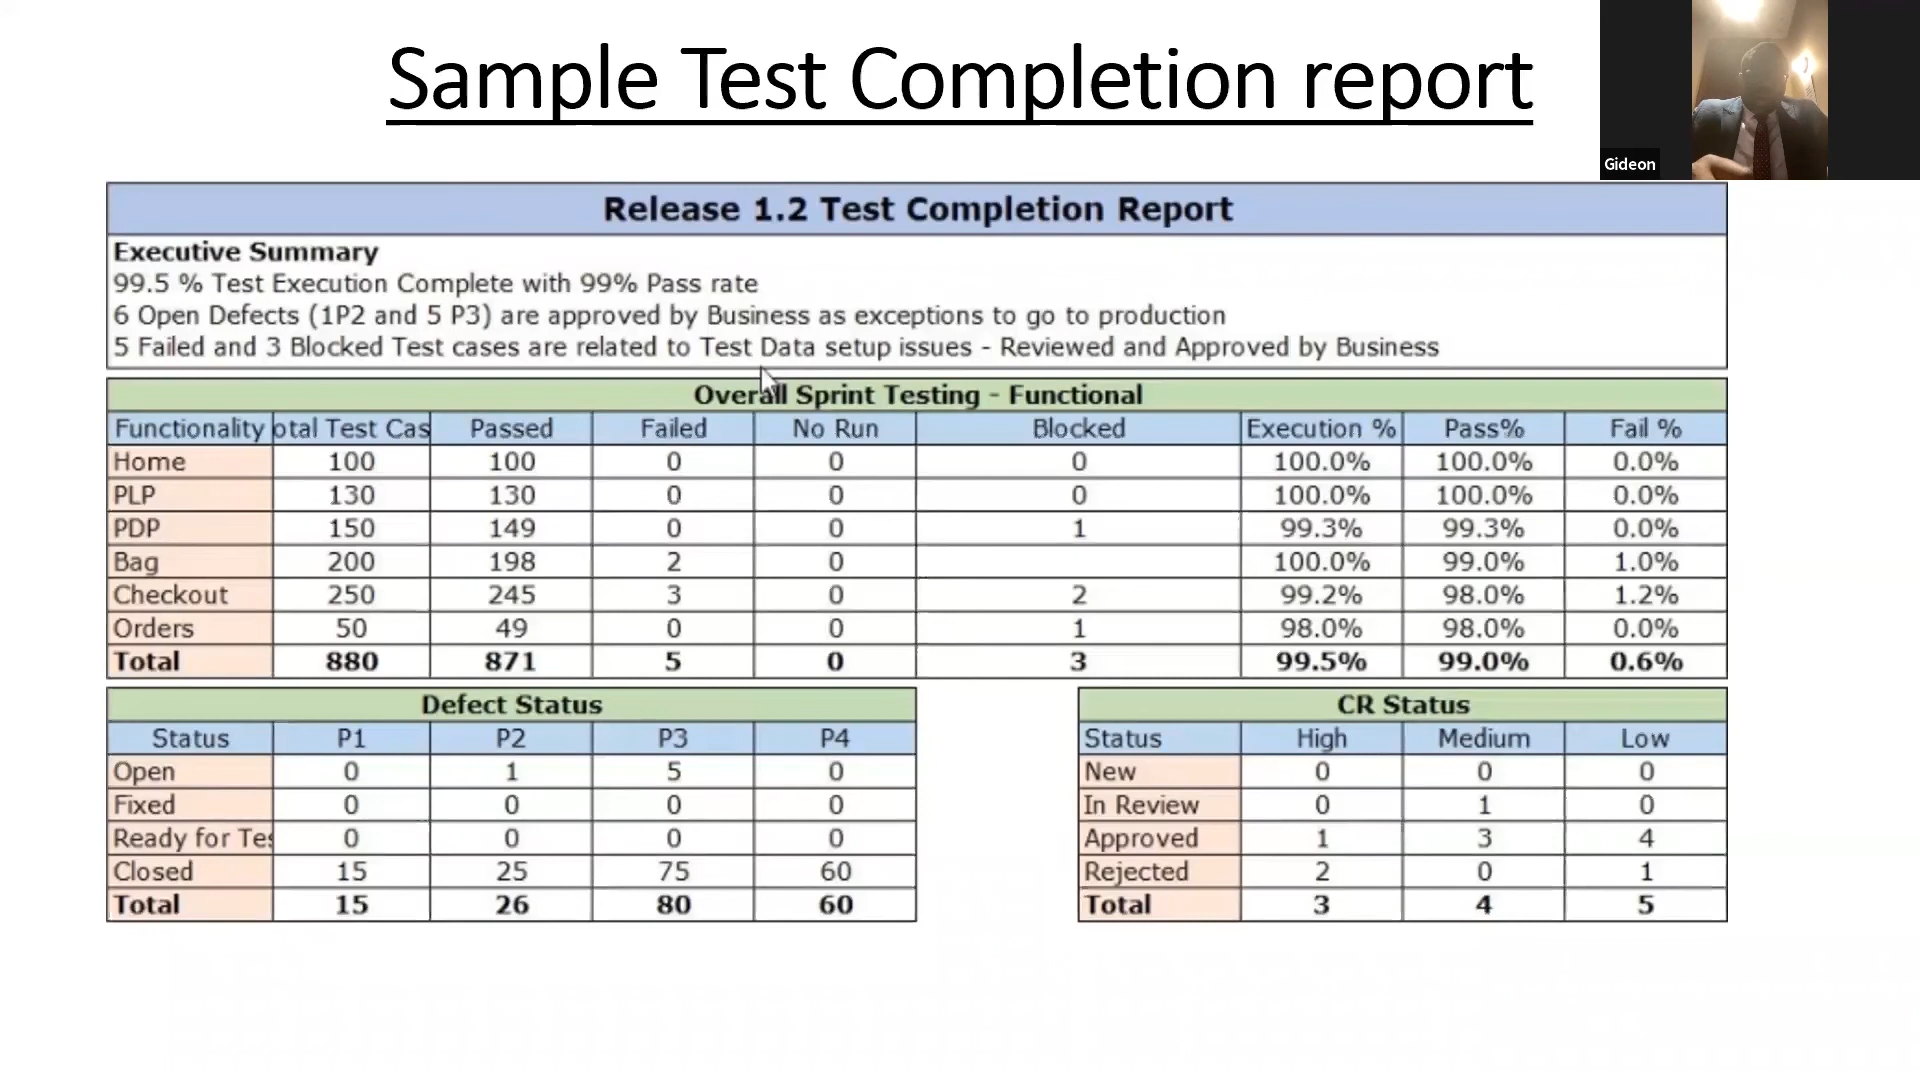 Sample Test Completion report
Gideon
Release 1.2 Test Completion Report
Executive Summary
99.5 % Test Execution Complete with 99% Pass rate
6 Open Defects (1P2 and 5 P3) are approved by Business as exceptions to go to production
5 Failed and 3 Blocked Test cases are related to Test Data setup issues - Reviewed and Approved by Business
Overall Sprint Testing - Functional
Functionality otal Test Cas Passed Failed No Run Blocked Execution % Pass% Fail %
Home 100 100 0 0 0 100.0% 100.0% 0.0%
PLP 130 130 0 0 0 100.0% 100.0% 0.0%
PDP 150 149 0 0 1 99.3% 99.3% 0.0%
Bag 200 198 2 0 100.0% 99.0% 1.0%
Checkout 250 245 3 0 2 99.2% 98.0% 1.2%
Orders 50 49 0 0 1 98.0% 98.0% 0.0%
Total 880 871 5 0 3 99.5% 99.0% 0.6%
Defect Status
Status P1 P2 P3 P4
Open 0 1 5 0
Fixed 0 0 0 0
Ready for Tes 0 0 0 0
Closed 15 25 75 60
Total 15 26 80 60
CR Status
Status High Medium Low
New 0 0 0
In Review 0 1 0
Approved 1 3 4
Rejected 2 0 1
Total 3 4 5